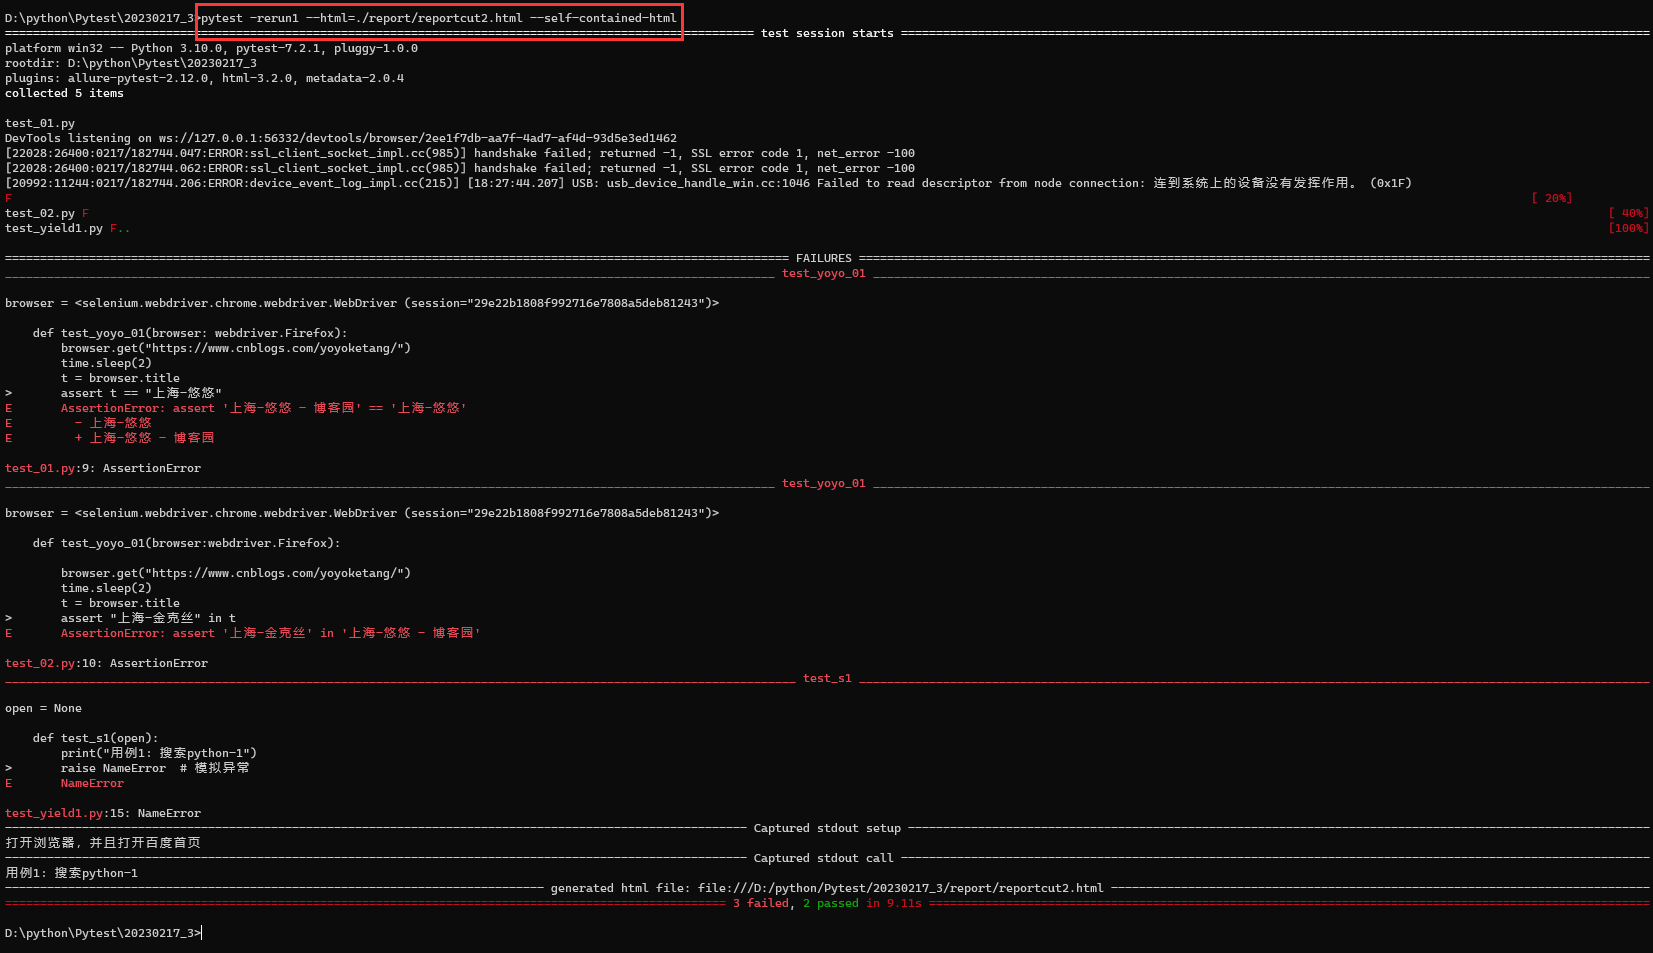 D:\python\Pytest\20230217_3>pytest -rerun1 --html=./report/reportcut2.html --self-contained-html
test session starts
platform win32 -- Python 3.10.0, pytest-7.2.1, pluggy-1.0.0
rootdir: D:\python\Pytest\20230217_3
plugins: allure-pytest-2.12.0, html-3.2.0, metadata-2.0.4
collected 5 items
test_01.py
DevTools listening on ws://127.0.0.1:56332/devtools/browser/2ee1f7db-aa7f-4ad7-af4d-93d5e3ed1462
[22028:26400:0217/182744.047:ERROR:ssl_client_socket_impl.cc(985)] handshake failed; returned -1, SSL error code 1, net_error -100
[22028:26400:0217/182744.062:ERROR:ssl_client_socket_impl.cc(985)] handshake failed; returned -1, SSL error code 1, net_error -100
[20992:11244:0217/182744.206:ERROR:device_event_log_impl.cc(215)] [18:27:44.207] USB: usb_device_handle_win.cc:1046 Failed to read descriptor from node connection: 连到系统上的设备没有发挥作用。 (0x1F)
F [ 20%]
test_02.py F [ 40%]
test_yield1.py F.. [100%]
FAILURES
test_yoyo_01
browser = <selenium.webdriver.chrome.webdriver.WebDriver (session="29e22b1808f992716e7808a5deb81243")>
def test_yoyo_01(browser: webdriver.Firefox):
browser.get("https://www.cnblogs.com/yoyoketang/")
time.sleep(2)
t = browser.title
> assert t == "上海-悠悠"
E AssertionError: assert '上海-悠悠 - 博客园' == '上海-悠悠'
E - 上海-悠悠
E + 上海-悠悠 - 博客园
test_01.py:9: AssertionError
test_yoyo_01
browser = <selenium.webdriver.chrome.webdriver.WebDriver (session="29e22b1808f992716e7808a5deb81243")>
def test_yoyo_01(browser:webdriver.Firefox):
browser.get("https://www.cnblogs.com/yoyoketang/")
time.sleep(2)
t = browser.title
> assert "上海-金克丝" in t
E AssertionError: assert '上海-金克丝' in '上海-悠悠 - 博客园'
test_02.py:10: AssertionError
test_s1
open = None
def test_s1(open):
print("用例1: 搜索python-1")
> raise NameError # 模拟异常
E NameError
test_yield1.py:15: NameError
Captured stdout setup
打开浏览器，并且打开百度首页
Captured stdout call
用例1: 搜索python-1
generated html file: file:///D:/python/Pytest/20230217_3/report/reportcut2.html
3 failed, 2 passed in 9.11s
D:\python\Pytest\20230217_3>